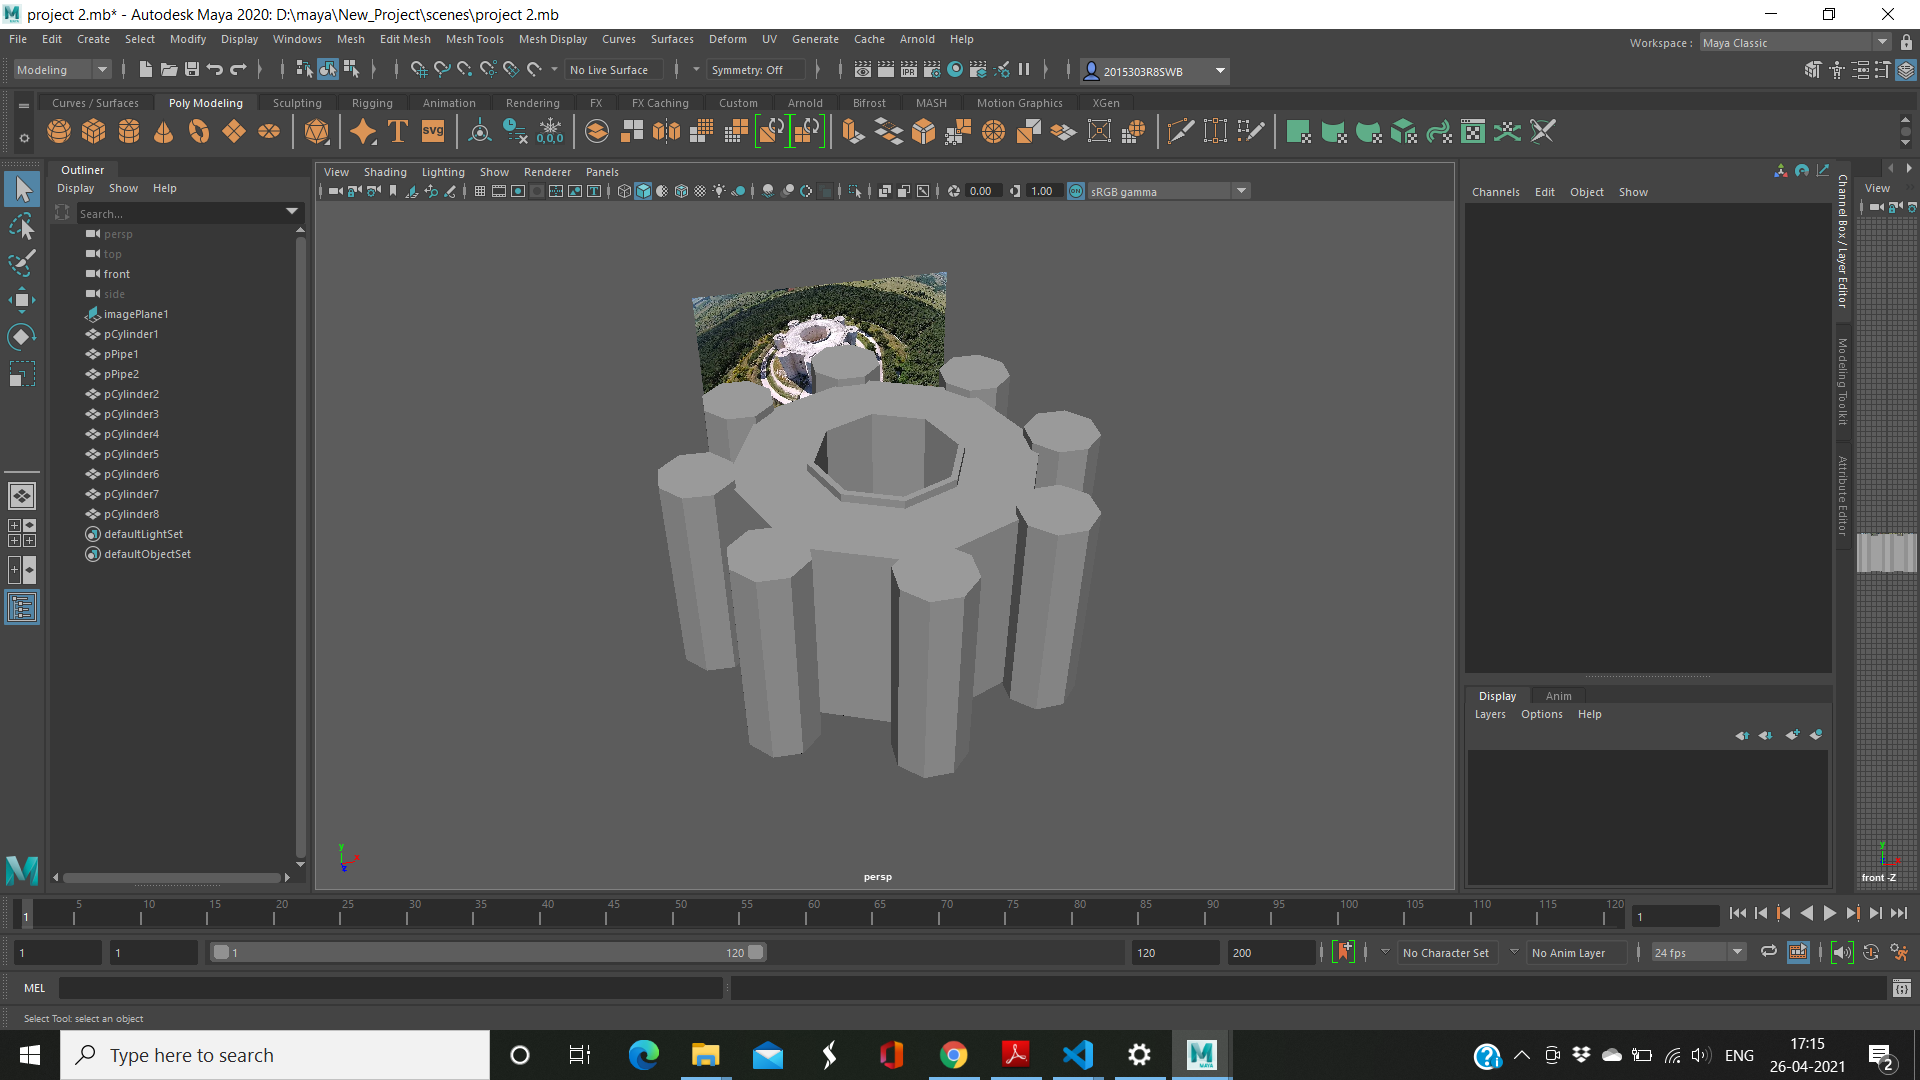 project 2.mb* - Autodesk Maya 2020: D:\maya\New_Project\scenes\project 2.mb
File Edit Create Select Modify Display Windows Mesh Edit Mesh Mesh Tools Mesh Display Curves Surfaces Deform UV Generate Cache Arnold Help
Workspace : Maya Classic
Modeling No Live Surface Symmetry: Off IPR 2015303R8SWB
Curves / Surfaces Poly Modeling Sculpting Rigging Animation Rendering FX FX Caching Custom Arnold Bifrost MASH Motion Graphics XGen
T SVG 0,0,0
Outliner
Display Show Help
Search...
persp
top
front
side
imagePlane1
pCylinder1
pPipe1
pPipe2
pCylinder2
pCylinder3
pCylinder4
pCylinder5
pCylinder6
pCylinder7
pCylinder8
defaultLightSet
defaultObjectSet
View Shading Lighting Show Renderer Panels
0.00 1.00 ON sRGB gamma
y
x
z
persp
Channels Edit Object Show
Channel Box / Layer Editor
Modeling Toolkit
Attribute Editor
Display Anim
Layers Options Help
View
y
x
front -Z
1 5 10 15 20 25 30 35 40 45 50 55 60 65 70 75 80 85 90 95 100 105 110 115 120 1
1 1 1 120 120 200 No Character Set No Anim Layer 24 fps
MEL
Select Tool: select an object
Type here to search
M
MAYA
ENG
17:15
26-04-2021
2